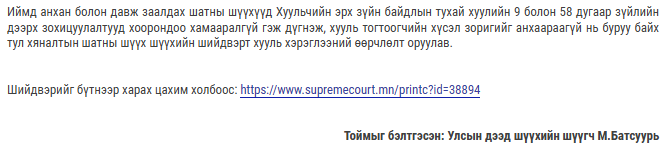 Иймд анхан болон давж заалдах шатны шүүхүүд Хуульчийн эрх зүйн байдлын тухай хуулийн 9 болон 58 дугаар зүйлийн
дээрх зохицуулалтууд хоорондоо хамааралгүй гэж дүгнэж, хууль тогтоогчийн хүсэл зоригийг анхаараагүй нь буруу байх
тул хяналтын шатны шүүх шүүхийн шийдвэрт хууль хэрэглээний өөрчлөлт оруулав.
Шийдвэрийг бүтнээр харах цахим холбоос: https://www.supremecourt.mn/printc?id=38894
Тоймыг бэлтгэсэн: Улсын дээд шүүхийн шүүгч М.Батсуурь